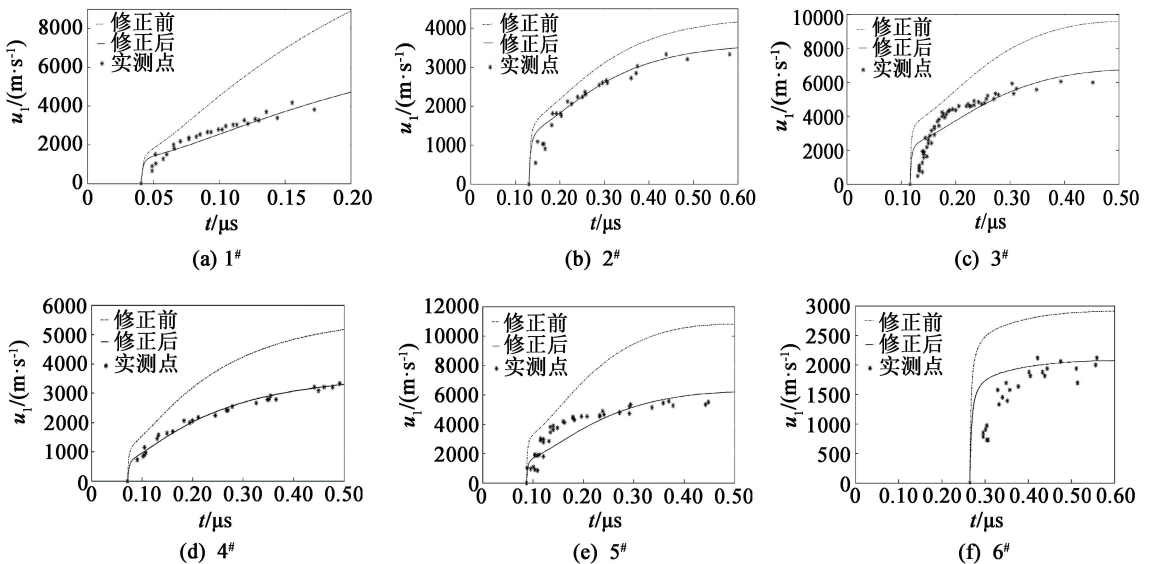 8000
6000
4000
2000
0
0
0.05
0.10
0.15
0.20
u₁/(m·s⁻¹)
修正前
修正后
实测点
t/μs
(a) 1#
4000
3000
2000
1000
0
0
0.10
0.20
0.30
0.40
0.50
0.60
u₁/(m·s⁻¹)
修正前
修正后
实测点
t/μs
(b) 2#
10000
8000
6000
4000
2000
0
0
0.10
0.20
0.30
0.40
0.50
u₁/(m·s⁻¹)
修正前
修正后
实测点
t/μs
(c) 3#
6000
5000
4000
3000
2000
1000
0
0
0.10
0.20
0.30
0.40
0.50
u₁/(m·s⁻¹)
修正前
修正后
实测点
t/μs
(d) 4#
12000
10000
8000
6000
4000
2000
0
0
0.10
0.20
0.30
0.40
0.50
u₁/(m·s⁻¹)
修正前
修正后
实测点
t/μs
(e) 5#
3000
2500
2000
1500
1000
500
0
0
0.10
0.20
0.30
0.40
0.50
0.60
u₁/(m·s⁻¹)
修正前
修正后
实测点
t/μs
(f) 6#